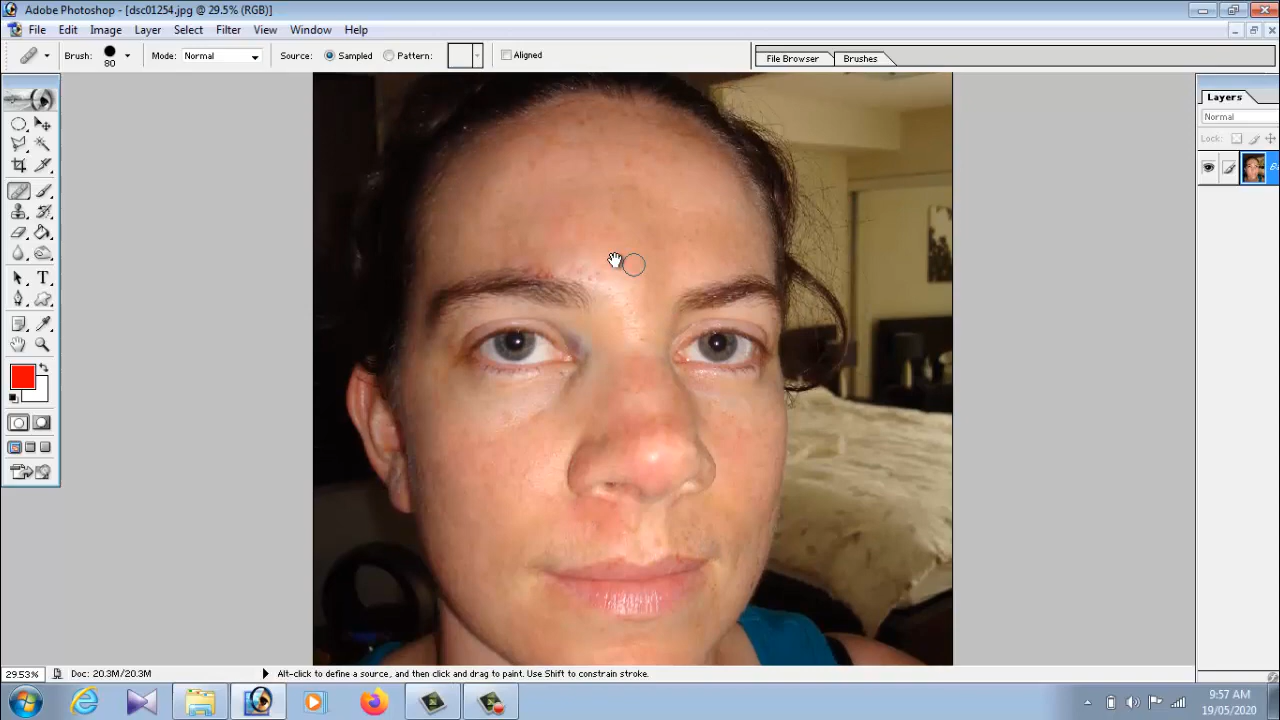 Adobe Photoshop - [dsc01254.jpg @ 29.5% (RGB)]
File Edit Image Layer Select Filter View Window Help
Brush: 80 Mode: Normal Source: Sampled Pattern: Aligned File Browser Brushes
Layers
Normal
Lock:
29.53% Doc: 20.3M/20.3M Alt-click to define a source, and then click and drag to paint. Use Shift to constrain stroke.
9:57 AM
19/05/2020